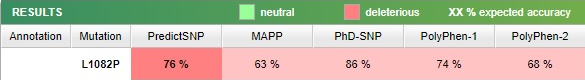 RESULTS neutral deleterious XX % expected accuracy
Annotation Mutation PredictSNP MAPP PhD-SNP PolyPhen-1 PolyPhen-2
L1082P 76 % 63 % 86 % 74 % 68 %